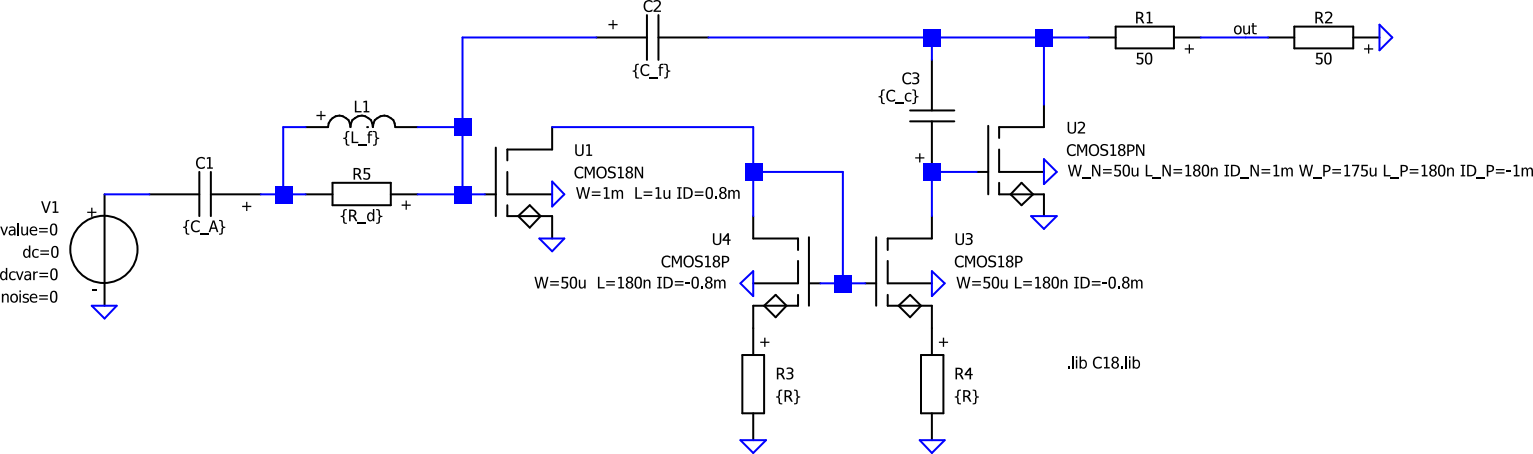 C2
+
{C_f}
R1
+
50
out
R2
+
50
C3
{C_c}
+
L1
+
{L_f}
C1
+
{C_A}
R5
+
{R_d}
U1
CMOS18N
W=1m L=1u ID=0.8m
U2
CMOS18PN
W_N=50u L_N=180n ID_N=1m W_P=175u L_P=180n ID_P=-1m
V1
value=0
dc=0
dcvar=0
noise=0
+
-
U4
CMOS18P
W=50u L=180n ID=-0.8m
U3
CMOS18P
W=50u L=180n ID=-0.8m
+
R3
{R}
+
R4
{R}
.lib C18.lib